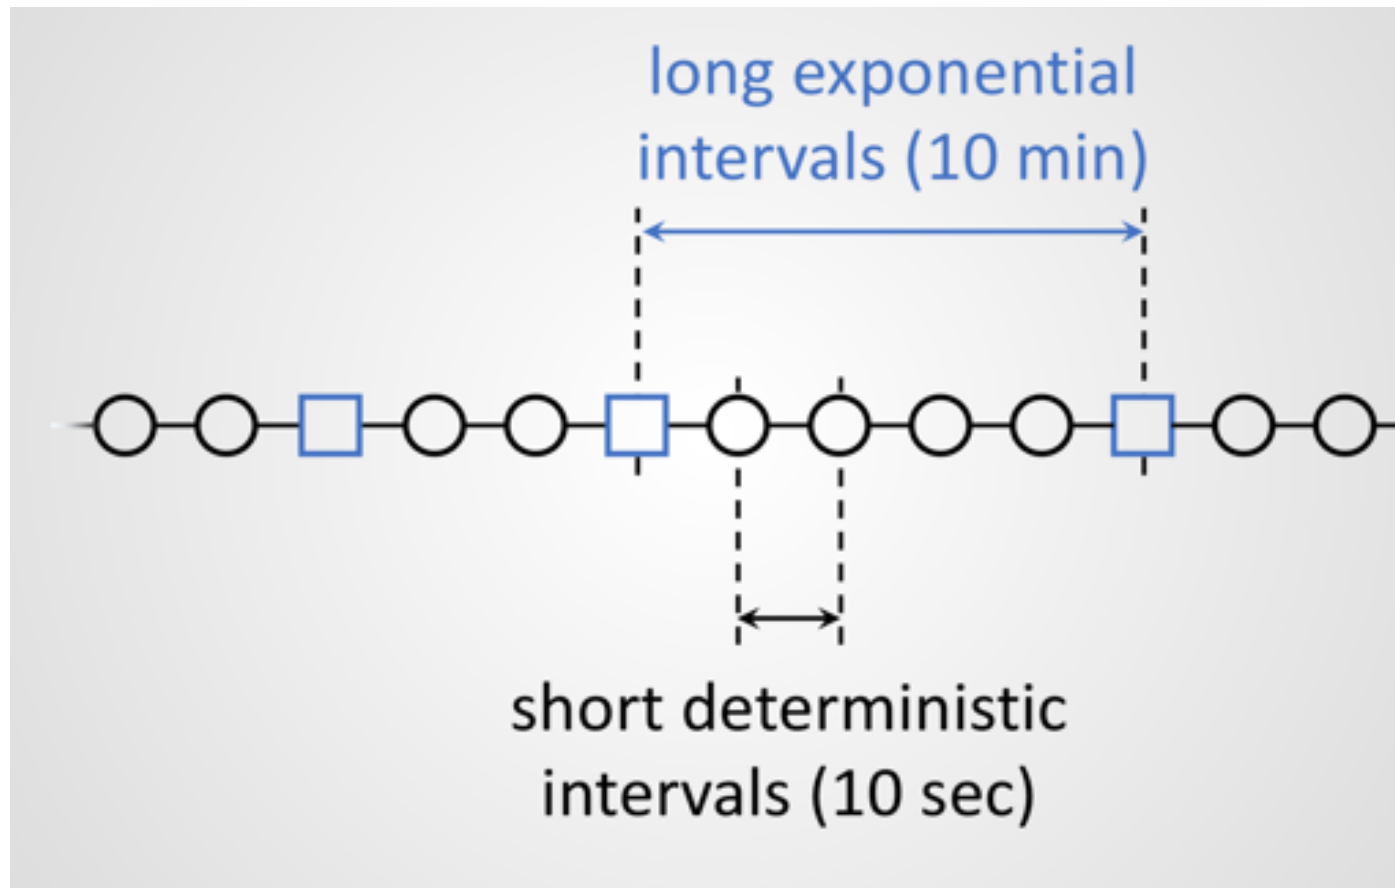 long exponential
intervals (10 min)
short deterministic
intervals (10 sec)